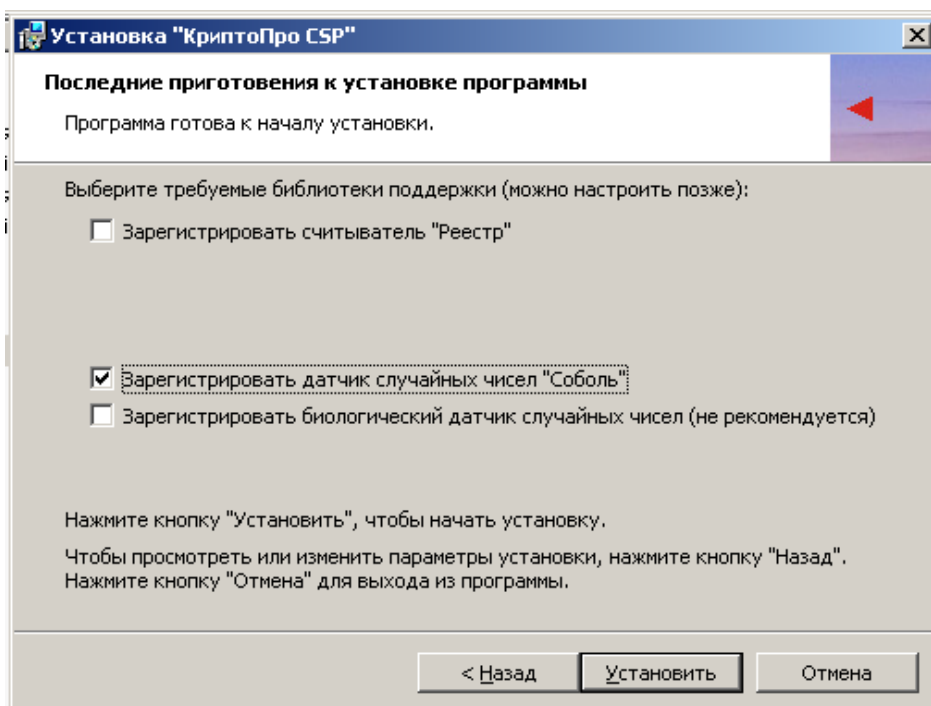 Установка "КриптоПро CSP"
Последние приготовения к установке программы
Программа готова к началу установки.
Выберите требуемые библиотеки поддержки (можно настроить позже):
Зарегистрировать считыватель "Реестр"
Зарегистрировать датчик случайных чисел "Соболь"
Зарегистрировать биологический датчик случайных чисел (не рекомендуется)
Нажмите кнопку "Установить", чтобы начать установку.
Чтобы просмотреть или изменить параметры установки, нажмите кнопку "Назад".
Нажмите кнопку "Отмена" для выхода из программы.
< Назад Установить Отмена